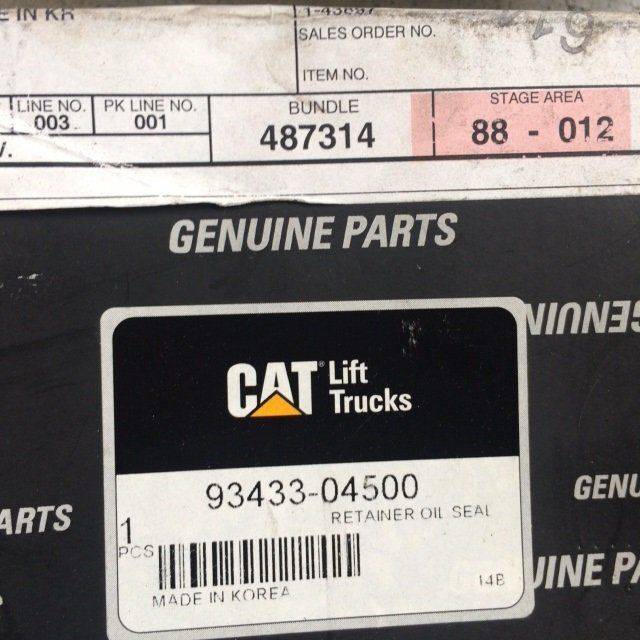 E IN KR
SALES ORDER NO.
ITEM NO.
LINE NO. PK LINE NO. BUNDLE STAGE AREA
003 001 487314 88 - 012
V.
GENUINE PARTS
GENUINE
CAT® Lift
Trucks
93433-04500
RETAINER OIL SEAL
1
PCS
MADE IN KOREA
14B
GENU
ARTS
UINE PA